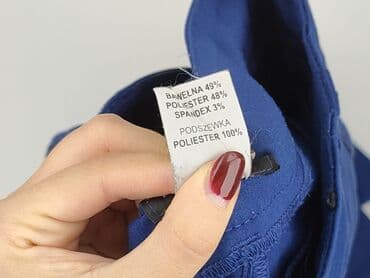 BAWEŁNA 49%
POLIESTER 48%
SPANDEX 3%
PODSZEWKA
POLIESTER 100%